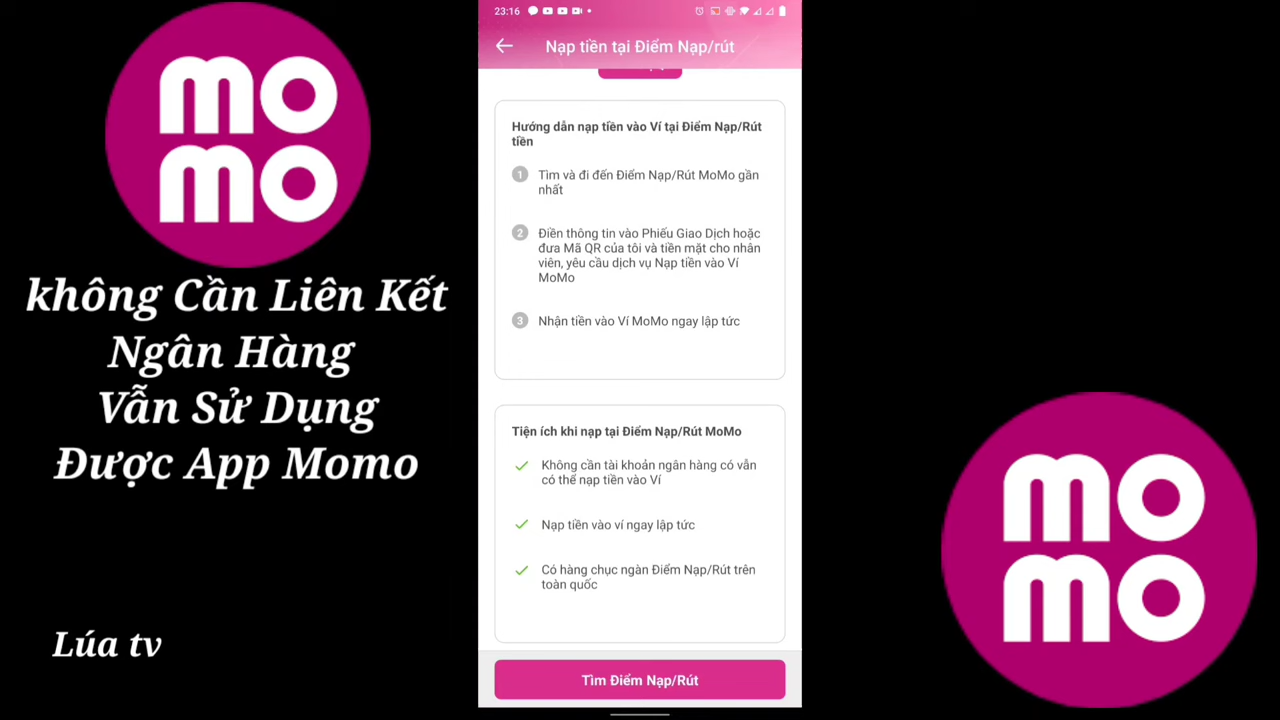 mo
mo
không Cần Liên Kết
Ngân Hàng
Vẫn Sử Dụng
Được App Momo
Lúa tv
23:16
Nạp tiền tại Điểm Nạp/rút
Hướng dẫn nạp tiền vào Ví tại Điểm Nạp/Rút
tiền
1 Tìm và đi đến Điểm Nạp/Rút MoMo gần
nhất
2 Điền thông tin vào Phiếu Giao Dịch hoặc
đưa Mã QR của tôi và tiền mặt cho nhân
viên, yêu cầu dịch vụ Nạp tiền vào Ví
MoMo
3 Nhận tiền vào Ví MoMo ngay lập tức
Tiện ích khi nạp tại Điểm Nạp/Rút MoMo
Không cần tài khoản ngân hàng có vẫn
có thể nạp tiền vào Ví
Nạp tiền vào ví ngay lập tức
Có hàng chục ngàn Điểm Nạp/Rút trên
toàn quốc
Tìm Điểm Nạp/Rút
mo
mo